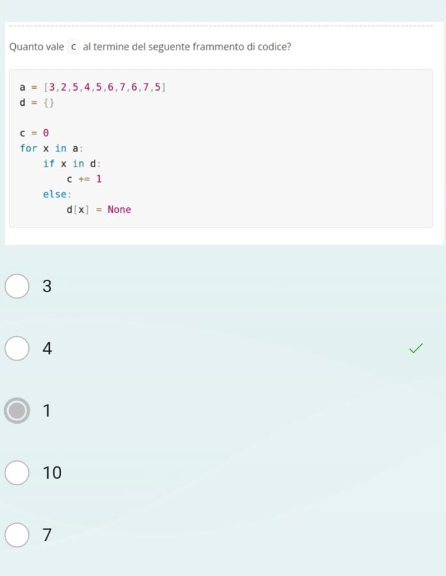 Quanto vale c al termine del seguente frammento di codice?
a = [3,2,5,4,5,6,7,6,7,5]
d = {}
c = 0
for x in a:
if x in d:
c += 1
else:
d[x] = None
3
4
1
10
7